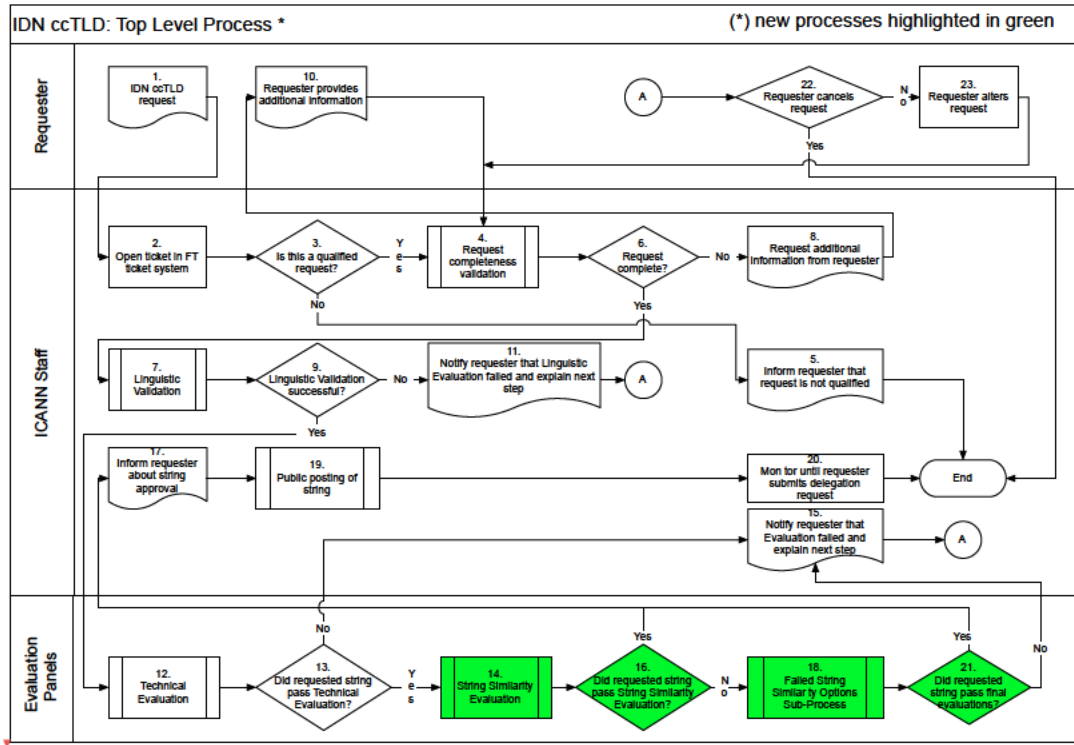 IDN ccTLD: Top Level Process *
(*) new processes highlighted in green
Requester
1.
IDN ccTLD
request
10.
Requester provides
additional information
A
22.
Requester cancels
request
No
23.
Requester alters
request
Yes
ICANN Staff
2.
Open ticket in FT
ticket system
3.
Is this a qualified
request?
Yes
4.
Request
completeness
validation
6.
Request
complete?
No
8.
Request additional
information from requester
No
Yes
7.
Linguistic
Validation
9.
Linguistic Validation
successful?
No
11.
Notify requester that Linguistic
Evaluation failed and explain next
step
A
5.
Inform requester that
request is not qualified
Yes
17.
Inform requester
about string
approval
19.
Public posting of
string
20.
Mon tor until requester
submits delegation
request
End
15.
Notify requester that
Evaluation failed and
explain next step
A
Evaluation
Panels
No
Yes
Yes
No
12.
Technical
Evaluation
13.
Did requested string
pass Technical
Evaluation?
Yes
14.
String Similarity
Evaluation
16.
Did requested string
pass String Similarity
Evaluation?
No
18.
Failed String
Similarity Options
Sub-Process
21.
Did requested
string pass final
evaluations?